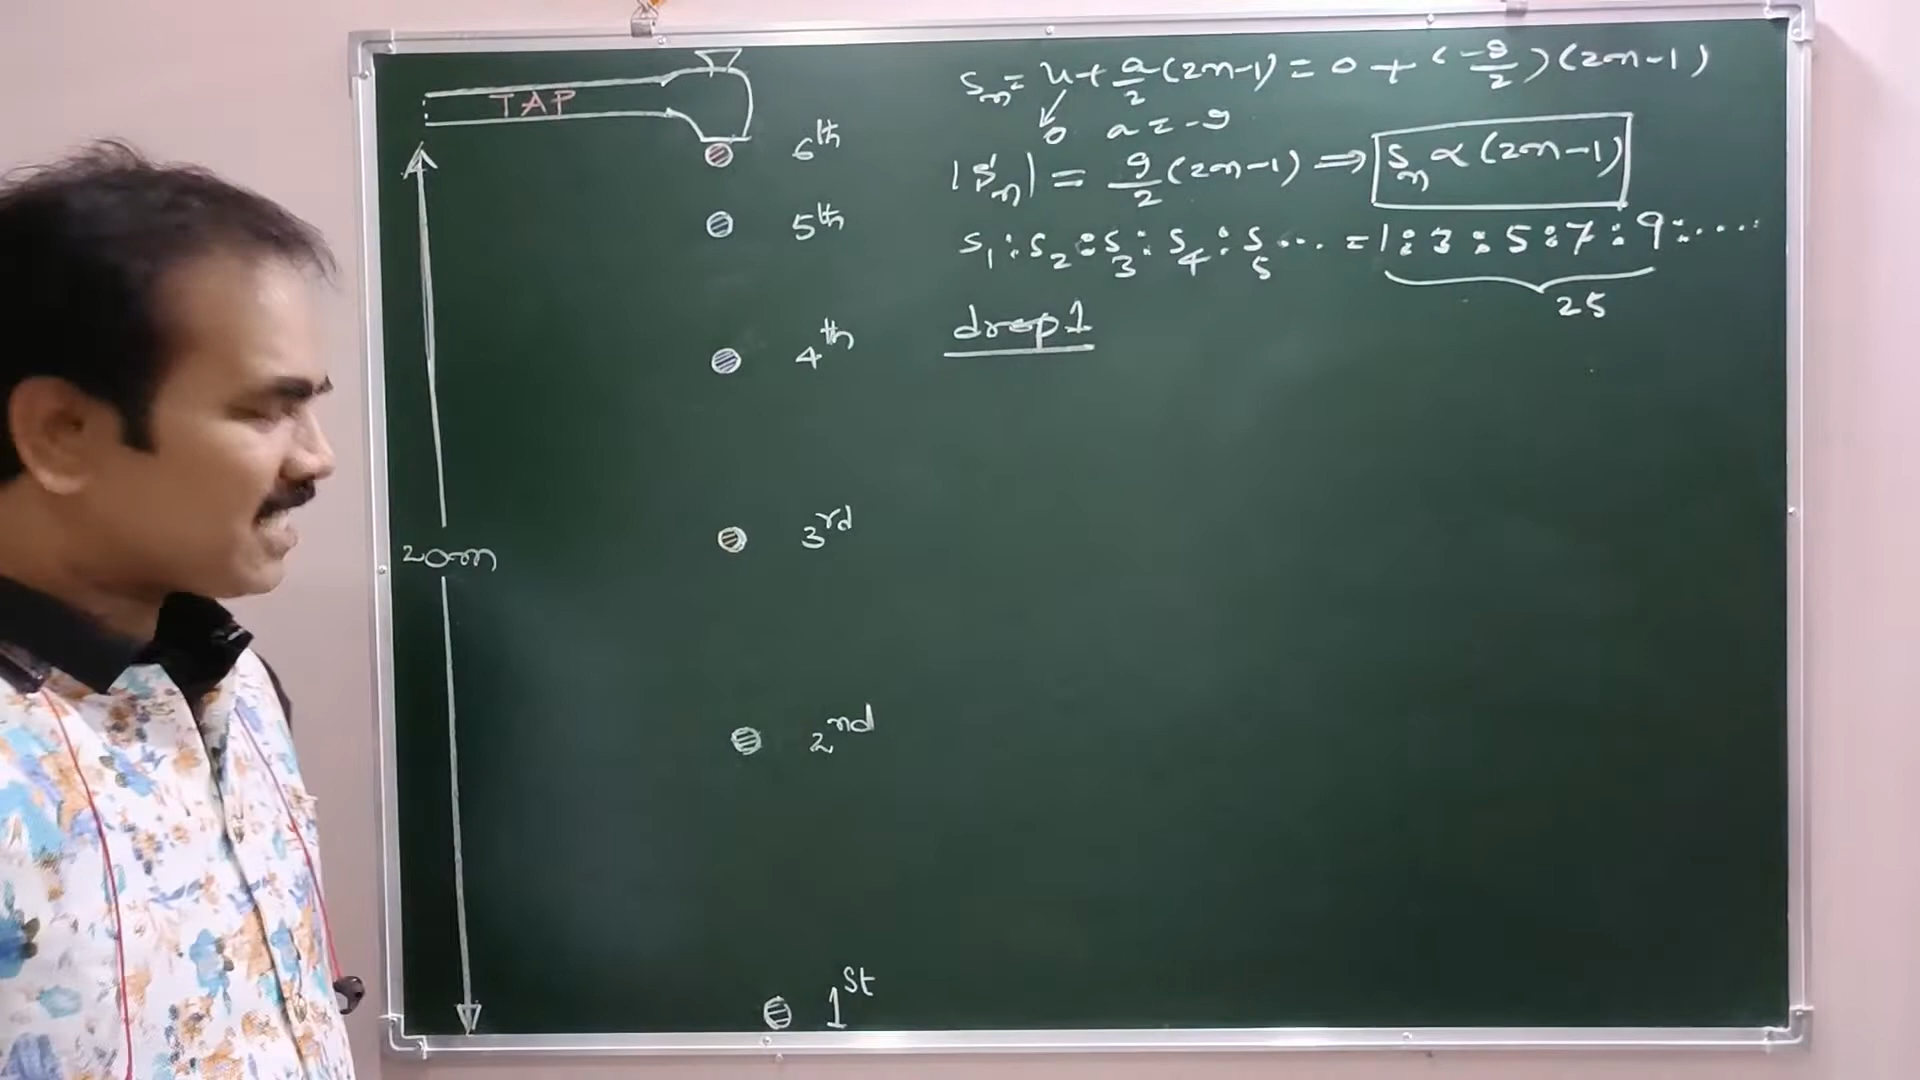 TAP
6th
5th
4th
3rd
2nd
1st
20m
Sn = u + a/2 (2n-1) = 0 + (-g/2)(2n-1)
0 a = -g
|Sn| = g/2 (2n-1) ⇒ Sn ∝ (2n-1)
S1 : S2 : S3 : S4 : S5 ... = 1 : 3 : 5 : 7 : 9 : ....
25
drop 1